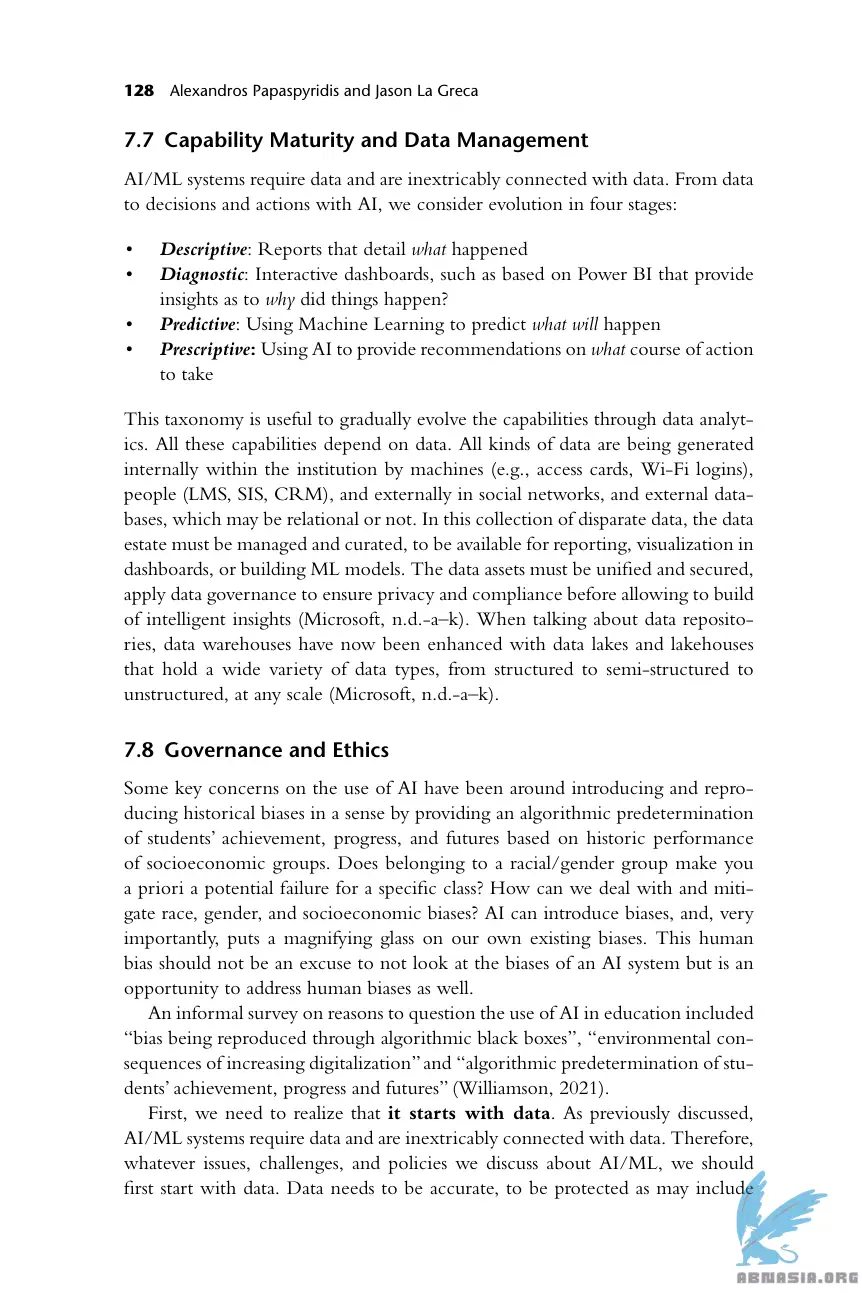 128 Alexandros Papaspyridis and Jason La Greca
7.7 Capability Maturity and Data Management
AI/ML systems require data and are inextricably connected with data. From data
to decisions and actions with AI, we consider evolution in four stages:
• Descriptive: Reports that detail what happened
• Diagnostic: Interactive dashboards, such as based on Power BI that provide
insights as to why did things happen?
• Predictive: Using Machine Learning to predict what will happen
• Prescriptive: Using AI to provide recommendations on what course of action
to take
This taxonomy is useful to gradually evolve the capabilities through data analyt-
ics. All these capabilities depend on data. All kinds of data are being generated
internally within the institution by machines (e.g., access cards, Wi-Fi logins),
people (LMS, SIS, CRM), and externally in social networks, and external data-
bases, which may be relational or not. In this collection of disparate data, the data
estate must be managed and curated, to be available for reporting, visualization in
dashboards, or building ML models. The data assets must be unified and secured,
apply data governance to ensure privacy and compliance before allowing to build
of intelligent insights (Microsoft, n.d.-a–k). When talking about data reposito-
ries, data warehouses have now been enhanced with data lakes and lakehouses
that hold a wide variety of data types, from structured to semi-structured to
unstructured, at any scale (Microsoft, n.d.-a–k).
7.8 Governance and Ethics
Some key concerns on the use of AI have been around introducing and repro-
ducing historical biases in a sense by providing an algorithmic predetermination
of students' achievement, progress, and futures based on historic performance
of socioeconomic groups. Does belonging to a racial/gender group make you
a priori a potential failure for a specific class? How can we deal with and miti-
gate race, gender, and socioeconomic biases? AI can introduce biases, and, very
importantly, puts a magnifying glass on our own existing biases. This human
bias should not be an excuse to not look at the biases of an AI system but is an
opportunity to address human biases as well.
An informal survey on reasons to question the use of AI in education included
“bias being reproduced through algorithmic black boxes”, “environmental con-
sequences of increasing digitalization” and “algorithmic predetermination of stu-
dents' achievement, progress and futures” (Williamson, 2021).
First, we need to realize that it starts with data. As previously discussed,
AI/ML systems require data and are inextricably connected with data. Therefore,
whatever issues, challenges, and policies we discuss about AI/ML, we should
first start with data. Data needs to be accurate, to be protected as may include
ABNASIA.ORG